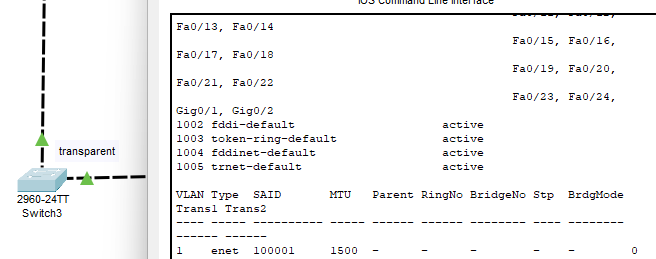 IOS Command Line Interface
Fa0/13, Fa0/14
Fa0/15, Fa0/16,
Fa0/17, Fa0/18
Fa0/19, Fa0/20,
Fa0/21, Fa0/22
Fa0/23, Fa0/24,
Gig0/1, Gig0/2
1002 fddi-default active
1003 token-ring-default active
1004 fddinet-default active
1005 trnet-default active
VLAN Type SAID MTU Parent RingNo BridgeNo Stp BrdgMode
Trans1 Trans2
---- ----- ---------- ----- ------ ------ -------- ---- --------
------ ------
1 enet 100001 1500 - - - - - 0
transparent
2960-24TT
Switch3